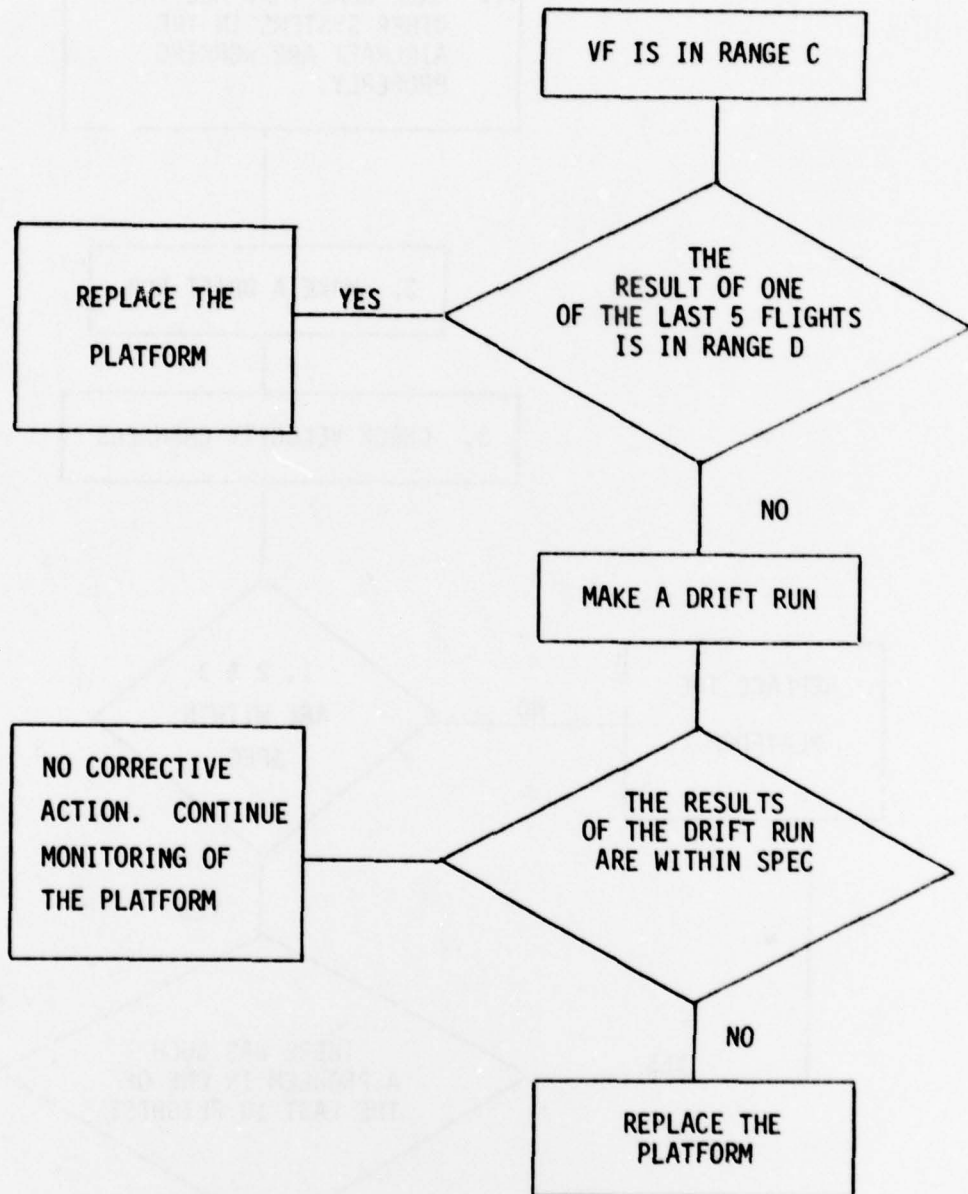 VF IS IN RANGE C
THE
RESULT OF ONE
OF THE LAST 5 FLIGHTS
IS IN RANGE D
YES
REPLACE THE
PLATFORM
NO
MAKE A DRIFT RUN
THE RESULTS
OF THE DRIFT RUN
ARE WITHIN SPEC
NO CORRECTIVE
ACTION. CONTINUE
MONITORING OF
THE PLATFORM
NO
REPLACE THE
PLATFORM